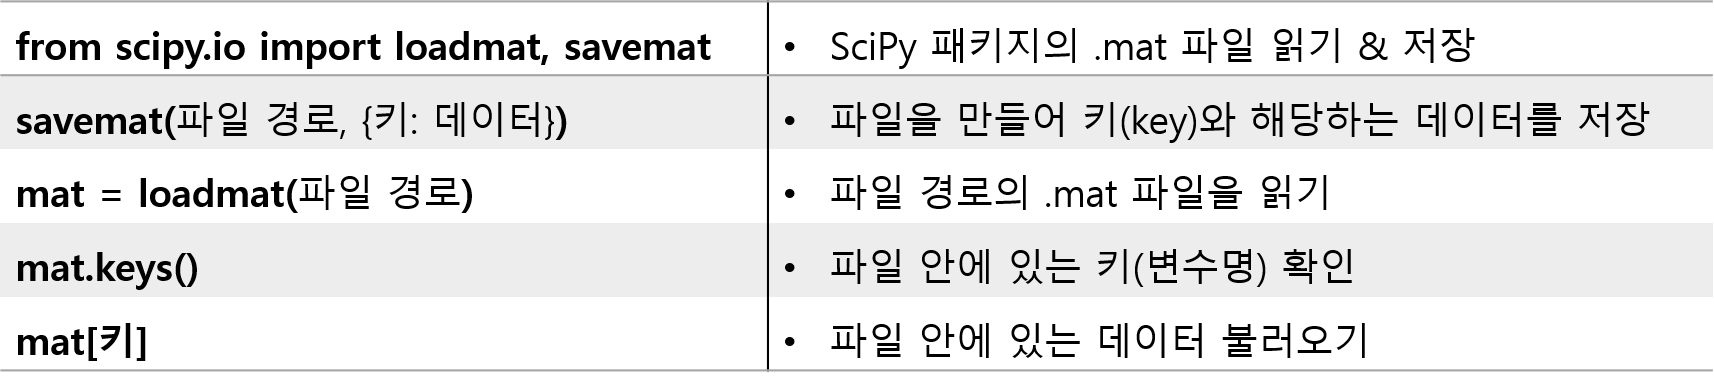 from scipy.io import loadmat, savemat • SciPy 패키지의 .mat 파일 읽기 & 저장
savemat(파일 경로, {키: 데이터}) • 파일을 만들어 키(key)와 해당하는 데이터를 저장
mat = loadmat(파일 경로) • 파일 경로의 .mat 파일을 읽기
mat.keys() • 파일 안에 있는 키(변수명) 확인
mat[키] • 파일 안에 있는 데이터 불러오기